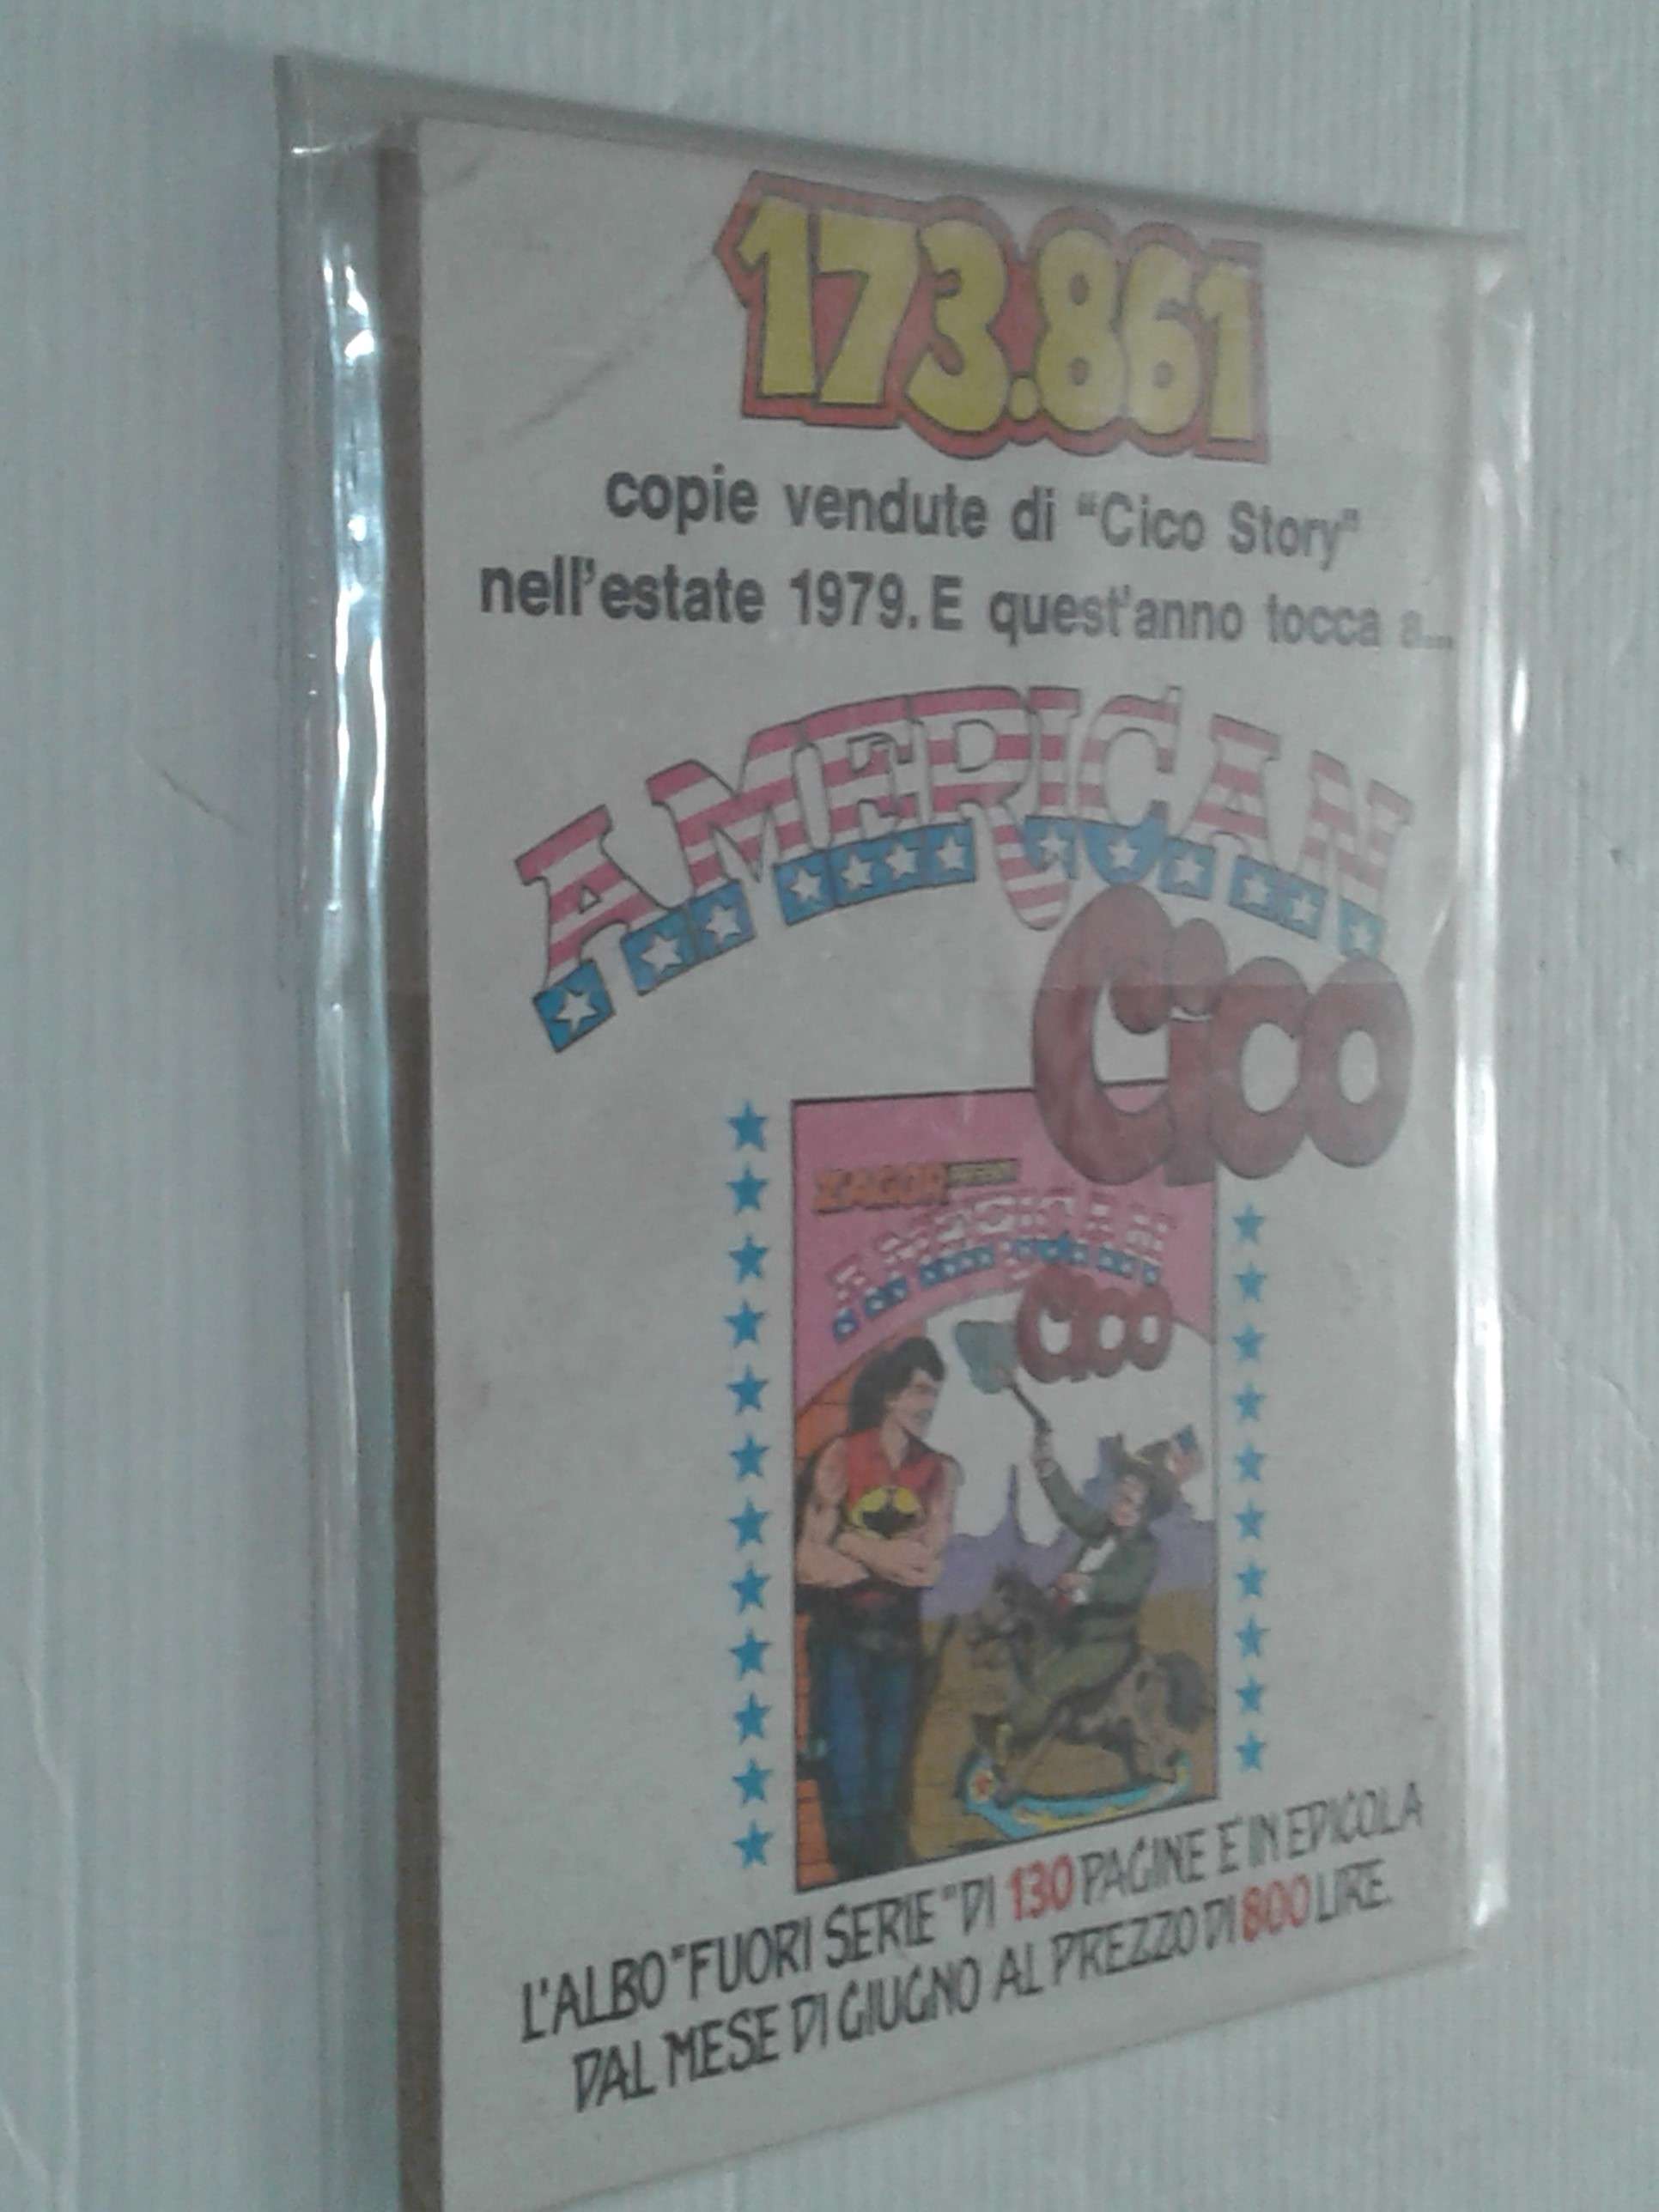 173.861
copie vendute di "Cico Story"
nell'estate 1979. E quest'anno tocca a...
AMERICAN
Cico
ZAGOR
AMERICAN
Cico
L'ALBO "FUORI SERIE" DI 130 PAGINE E' IN EDICOLA
DAL MESE DI GIUGNO AL PREZZO DI 800 LIRE.